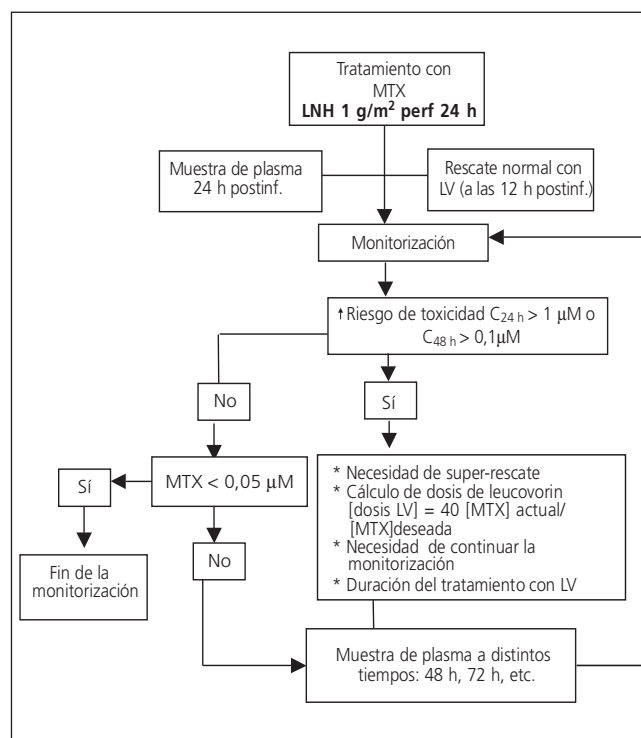 Tratamiento con
MTX
LNH 1 g/m² perf 24 h
Muestra de plasma
24 h postinf.
Rescate normal con
LV (a las 12 h postinf.)
Monitorización
↑Riesgo de toxicidad C24 h > 1 µM o
C48 h > 0,1µM
No
Sí
Sí
MTX < 0,05 µM
* Necesidad de super-rescate
* Cálculo de dosis de leucovorin
[dosis LV] = 40 [MTX] actual/
[MTX]deseada
* Necesidad de continuar la
monitorización
* Duración del tratamiento con LV
No
Fin de la
monitorización
Muestra de plasma a distintos
tiempos: 48 h, 72 h, etc.